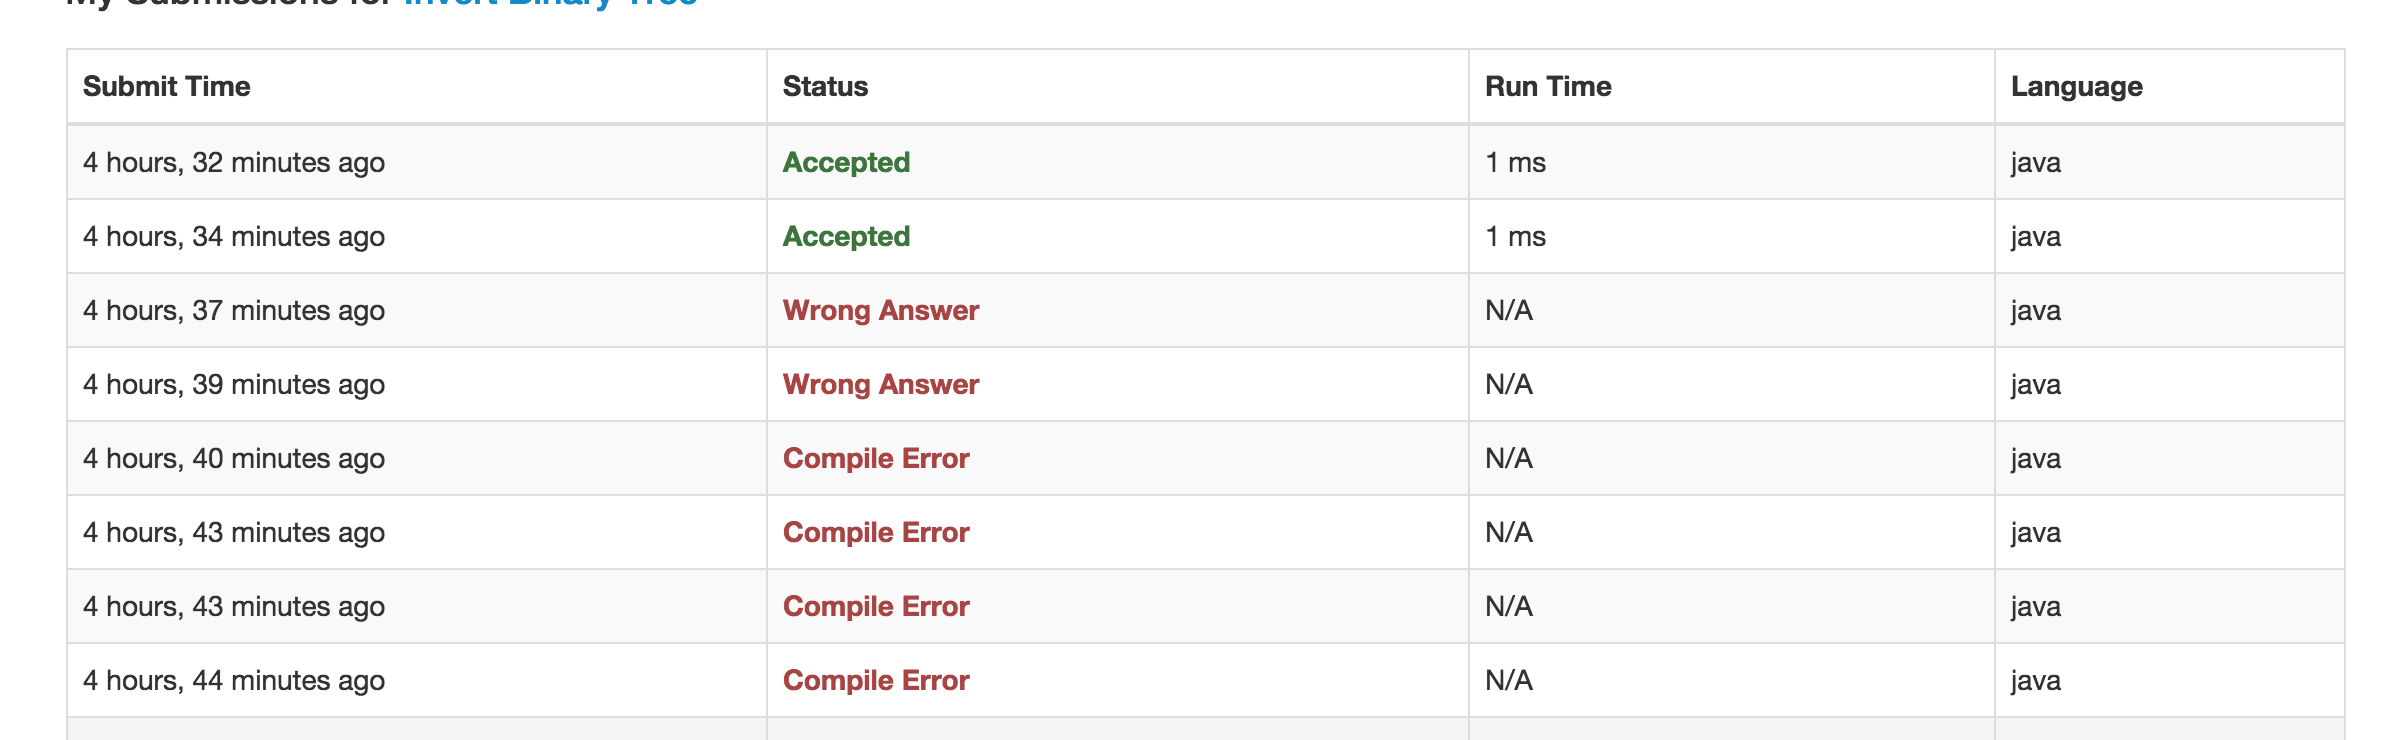 My Submissions for Invert Binary Tree
Submit Time Status Run Time Language
4 hours, 32 minutes ago Accepted 1 ms java
4 hours, 34 minutes ago Accepted 1 ms java
4 hours, 37 minutes ago Wrong Answer N/A java
4 hours, 39 minutes ago Wrong Answer N/A java
4 hours, 40 minutes ago Compile Error N/A java
4 hours, 43 minutes ago Compile Error N/A java
4 hours, 43 minutes ago Compile Error N/A java
4 hours, 44 minutes ago Compile Error N/A java